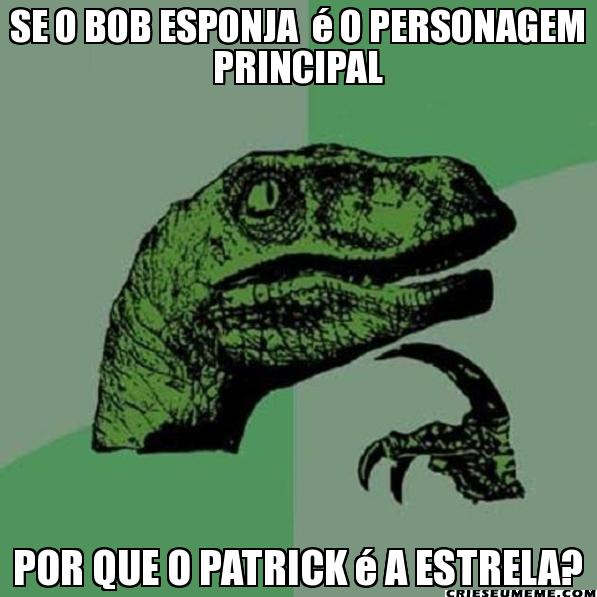 SE O BOB ESPONJA é O PERSONAGEM
PRINCIPAL
POR QUE O PATRICK é A ESTRELA?
CRIESEUMEME.COM